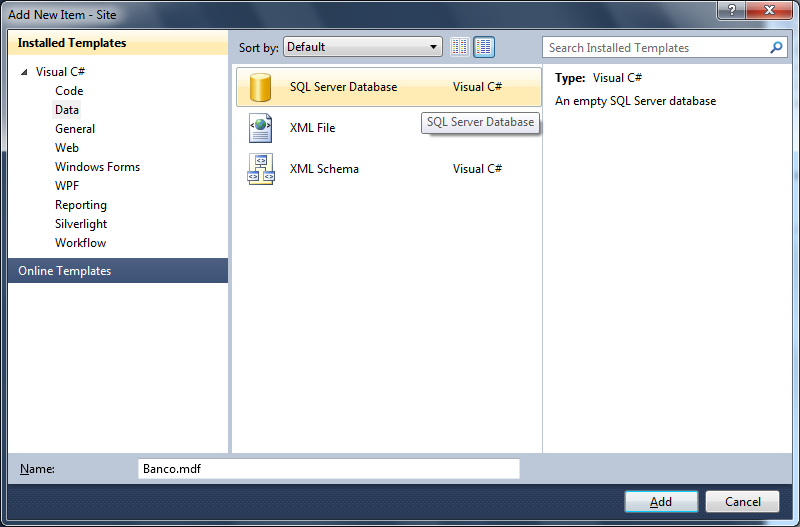 Add New Item - Site
?
Installed Templates
Sort by: Default
Search Installed Templates
Visual C#
Code
Data
General
Web
Windows Forms
WPF
Reporting
Silverlight
Workflow
Online Templates
SQL Server Database Visual C#
SQL Server Database
XML File
XML Schema Visual C#
Type: Visual C#
An empty SQL Server database
Name: Banco.mdf
Add Cancel